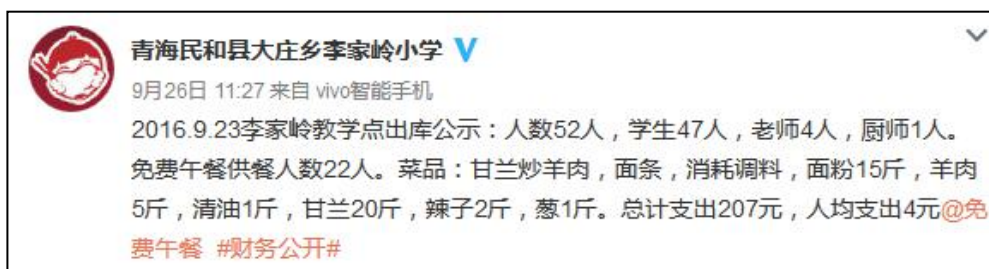 青海民和县大庄乡李家岭小学 V
9月26日 11:27 来自 vivo智能手机
2016.9.23李家岭教学点出库公示：人数52人，学生47人，老师4人，厨师1人。
免费午餐供餐人数22人。菜品：甘兰炒羊肉，面条，消耗调料，面粉15斤，羊肉
5斤，清油1斤，甘兰20斤，辣子2斤，葱1斤。总计支出207元，人均支出4元@免
费午餐 #财务公开#